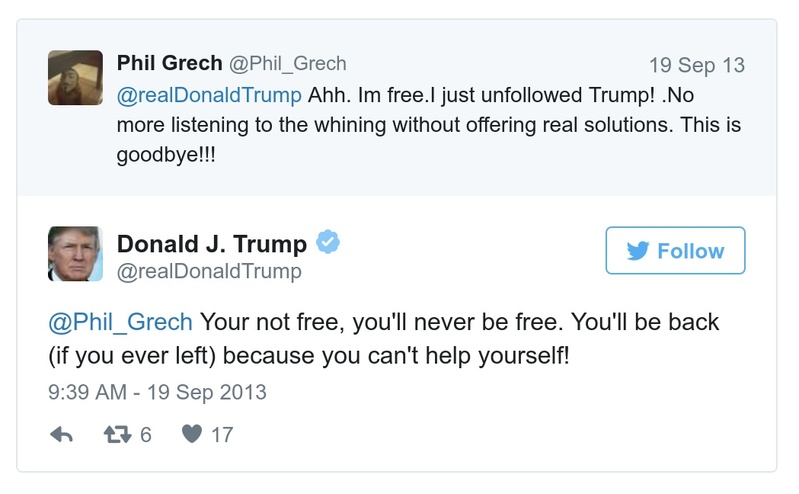 Phil Grech @Phil_Grech 19 Sep 13
@realDonaldTrump Ahh. Im free.I just unfollowed Trump! .No
more listening to the whining without offering real solutions. This is
goodbye!!!
Donald J. Trump
@realDonaldTrump
Follow
@Phil_Grech Your not free, you'll never be free. You'll be back
(if you ever left) because you can't help yourself!
9:39 AM - 19 Sep 2013
6 17